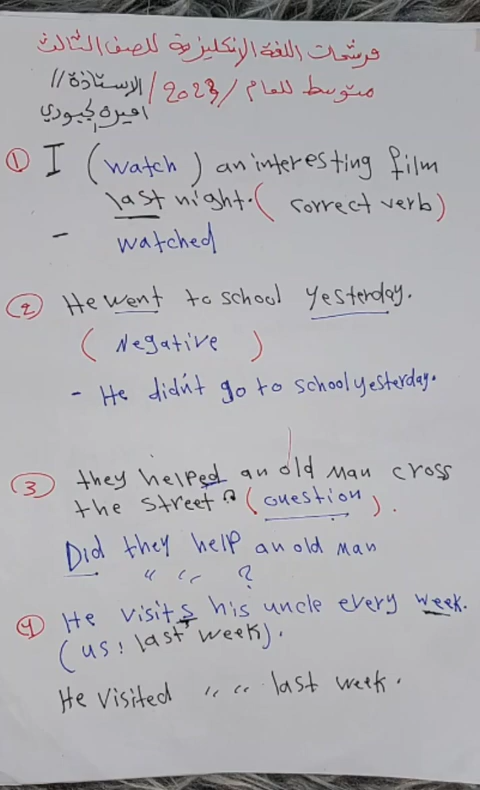 مرشحات اللغة الإنكليزية للصف الثالث
متوسط للعام / 2023 / الاستاذة //
اميرة الجبوري
① I (watch) an interesting film
last night. (correct verb)
- watched
② He went to school yesterday.
(Negative)
- He didn't go to school yesterday.
③ they helped an old man cross
the street? (question).
Did they help an old man
" " ?
④ He visits his uncle every week.
(us: last week).
He visited " " last week.